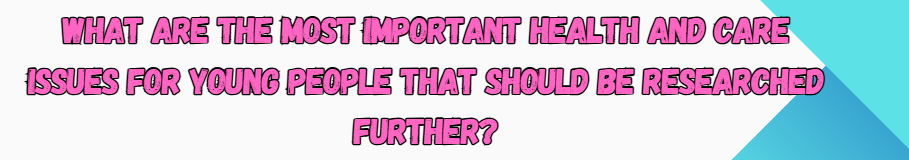 WHAT ARE THE MOST IMPORTANT HEALTH AND CARE
ISSUES FOR YOUNG PEOPLE THAT SHOULD BE RESEARCHED
FURTHER?